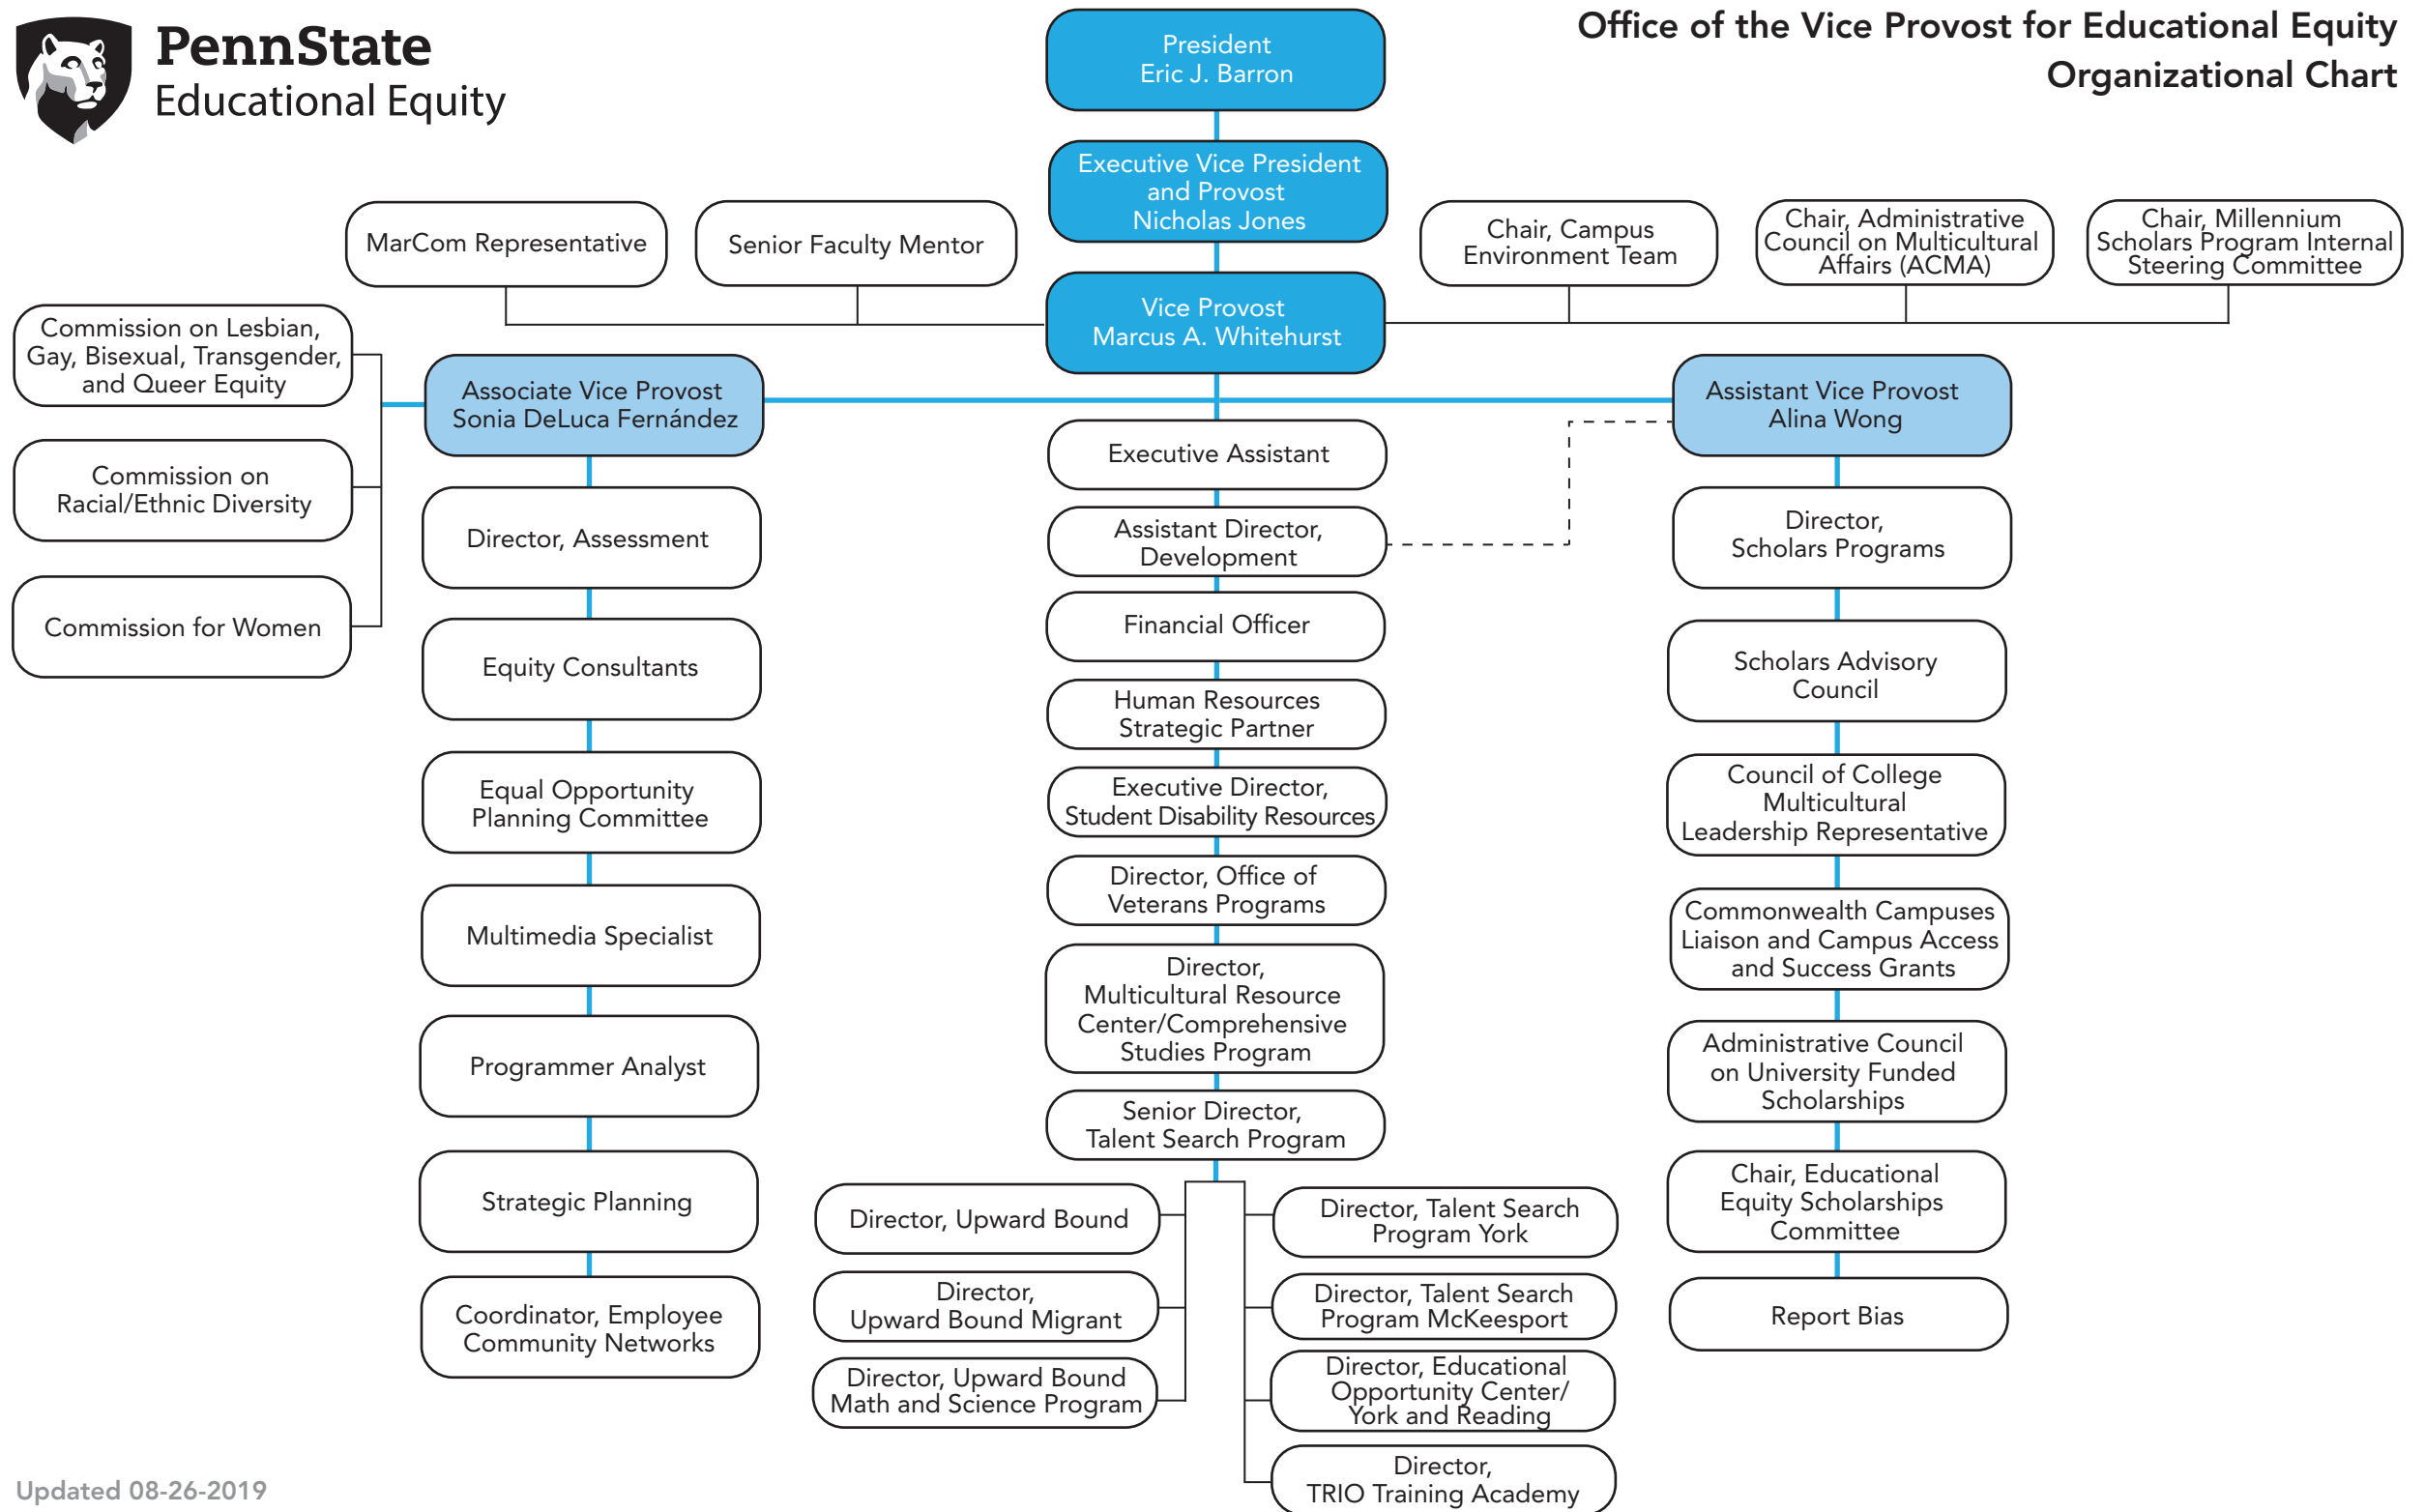 PennState
Educational Equity
Office of the Vice Provost for Educational Equity
Organizational Chart
President
Eric J. Barron
Executive Vice President
and Provost
Nicholas Jones
MarCom Representative
Senior Faculty Mentor
Chair, Campus
Environment Team
Chair, Administrative
Council on Multicultural
Affairs (ACMA)
Chair, Millennium
Scholars Program Internal
Steering Committee
Vice Provost
Marcus A. Whitehurst
Commission on Lesbian,
Gay, Bisexual, Transgender,
and Queer Equity
Commission on
Racial/Ethnic Diversity
Commission for Women
Associate Vice Provost
Sonia DeLuca Fernández
Director, Assessment
Equity Consultants
Equal Opportunity
Planning Committee
Multimedia Specialist
Programmer Analyst
Strategic Planning
Coordinator, Employee
Community Networks
Executive Assistant
Assistant Director,
Development
Financial Officer
Human Resources
Strategic Partner
Executive Director,
Student Disability Resources
Director, Office of
Veterans Programs
Director,
Multicultural Resource
Center/Comprehensive
Studies Program
Senior Director,
Talent Search Program
Director, Upward Bound
Director,
Upward Bound Migrant
Director, Upward Bound
Math and Science Program
Director, Talent Search
Program York
Director, Talent Search
Program McKeesport
Director, Educational
Opportunity Center/
York and Reading
Director,
TRIO Training Academy
Assistant Vice Provost
Alina Wong
Director,
Scholars Programs
Scholars Advisory
Council
Council of College
Multicultural
Leadership Representative
Commonwealth Campuses
Liaison and Campus Access
and Success Grants
Administrative Council
on University Funded
Scholarships
Chair, Educational
Equity Scholarships
Committee
Report Bias
Updated 08-26-2019